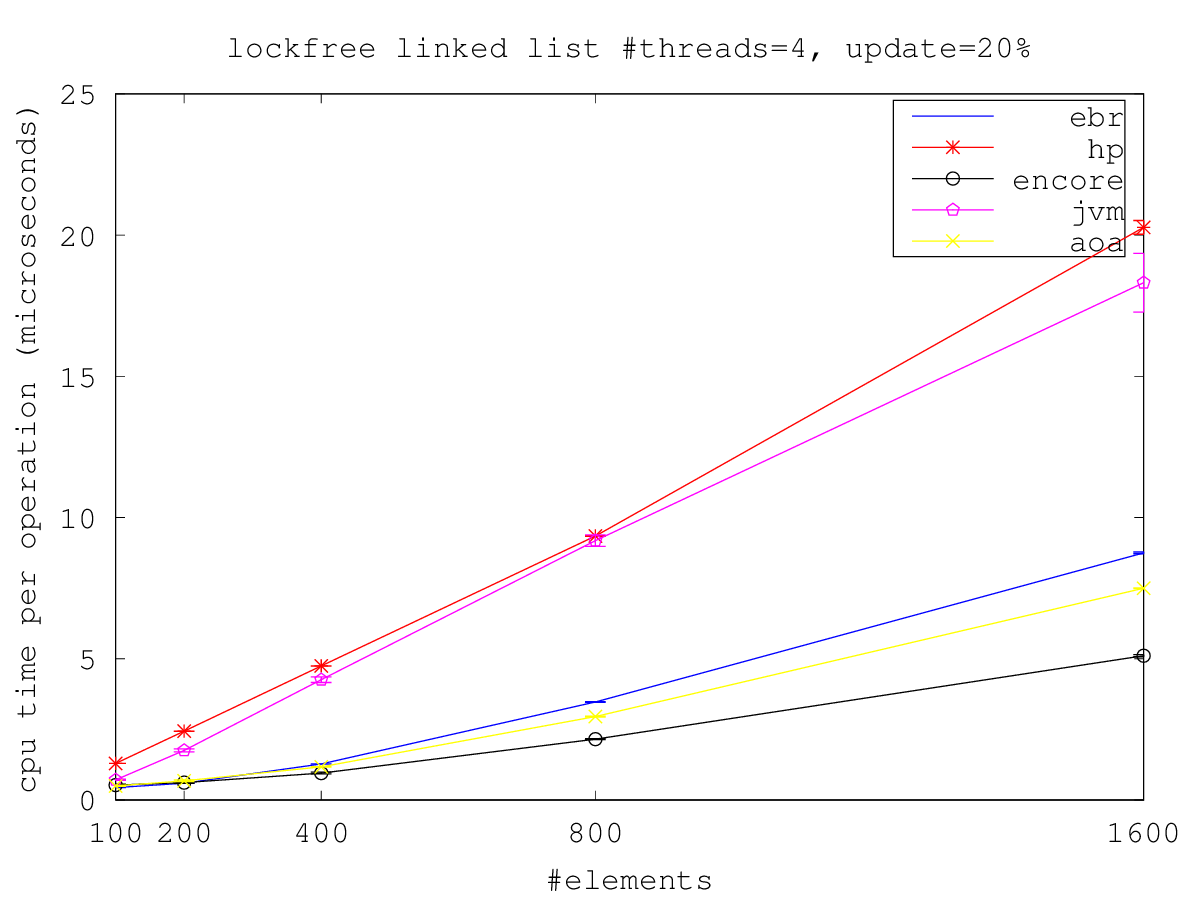 lockfree linked list #threads=4, update=20%
cpu time per operation (microseconds)
25
20
15
10
5
0
ebr
hp
encore
jvm
aoa
100 200 400 800 1600
#elements